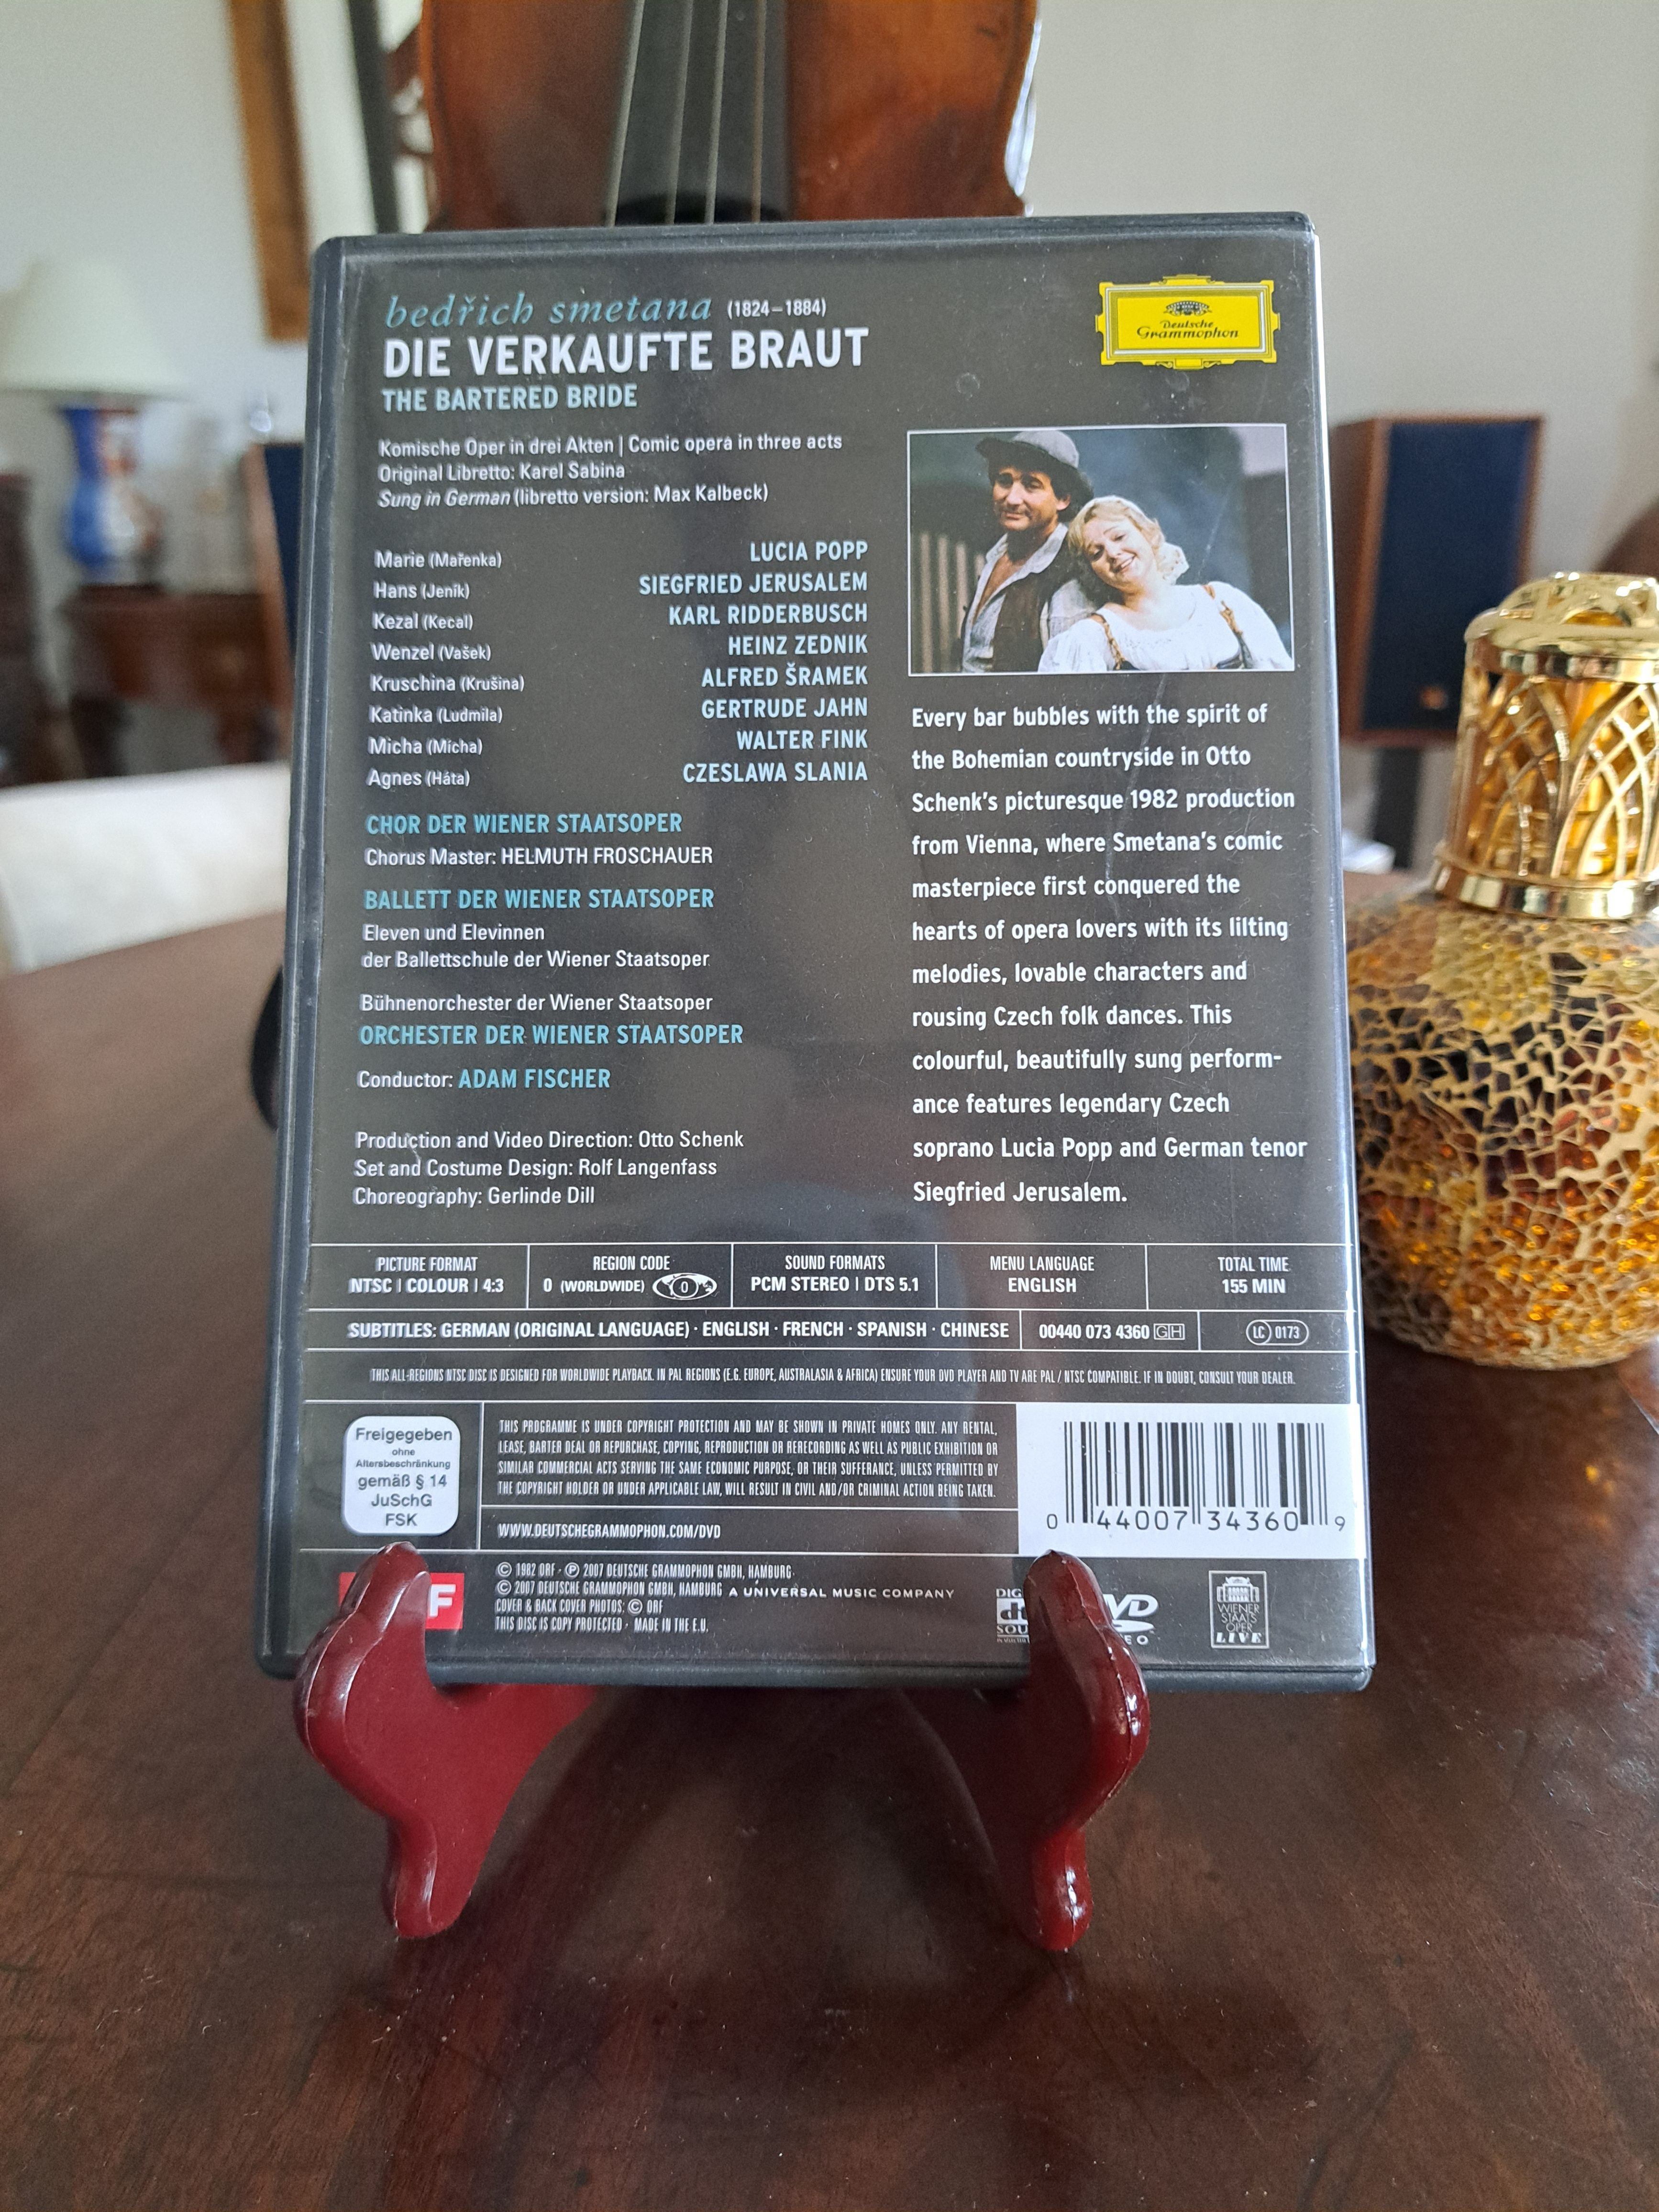 bedřich smetana (1824–1884)
DIE VERKAUFTE BRAUT
THE BARTERED BRIDE
Deutsche
Grammophon
Komische Oper in drei Akten | Comic opera in three acts
Original Libretto: Karel Sabina
Sung in German (libretto version: Max Kalbeck)
Marie (Mařenka) LUCIA POPP
Hans (Jeník) SIEGFRIED JERUSALEM
Kezal (Kecal) KARL RIDDERBUSCH
Wenzel (Vašek) HEINZ ZEDNIK
Kruschina (Krušina) ALFRED ŠRAMEK
Katinka (Ludmila) GERTRUDE JAHN
Micha (Mícha) WALTER FINK
Agnes (Háta) CZESLAWA SLANIA
CHOR DER WIENER STAATSOPER
Chorus Master: HELMUTH FROSCHAUER
BALLETT DER WIENER STAATSOPER
Eleven und Elevinnen
der Ballettschule der Wiener Staatsoper
Bühnenorchester der Wiener Staatsoper
ORCHESTER DER WIENER STAATSOPER
Conductor: ADAM FISCHER
Production and Video Direction: Otto Schenk
Set and Costume Design: Rolf Langenfass
Choreography: Gerlinde Dill
Every bar bubbles with the spirit of
the Bohemian countryside in Otto
Schenk's picturesque 1982 production
from Vienna, where Smetana's comic
masterpiece first conquered the
hearts of opera lovers with its lilting
melodies, lovable characters and
rousing Czech folk dances. This
colourful, beautifully sung perform-
ance features legendary Czech
soprano Lucia Popp and German tenor
Siegfried Jerusalem.
PICTURE FORMAT
NTSC | COLOUR | 4:3
REGION CODE
0 (WORLDWIDE) 0
SOUND FORMATS
PCM STEREO | DTS 5.1
MENU LANGUAGE
ENGLISH
TOTAL TIME
155 MIN
SUBTITLES: GERMAN (ORIGINAL LANGUAGE) · ENGLISH · FRENCH · SPANISH · CHINESE
00440 073 4360 GH
LC 0173
THIS ALL-REGIONS NTSC DISC IS DESIGNED FOR WORLDWIDE PLAYBACK. IN PAL REGIONS (E.G. EUROPE, AUSTRALASIA & AFRICA) ENSURE YOUR DVD PLAYER AND TV ARE PAL / NTSC COMPATIBLE. IF IN DOUBT, CONSULT YOUR DEALER.
Freigegeben
ohne
Altersbeschränkung
gemäß § 14
JuSchG
FSK
THIS PROGRAMME IS UNDER COPYRIGHT PROTECTION AND MAY BE SHOWN IN PRIVATE HOMES ONLY. ANY RENTAL,
LEASE, BARTER DEAL OR REPURCHASE, COPYING, REPRODUCTION OR RERECORDING AS WELL AS PUBLIC EXHIBITION OR
SIMILAR COMMERCIAL ACTS SERVING THE SAME ECONOMIC PURPOSE, OR THEIR SUFFERANCE, UNLESS PERMITTED BY
THE COPYRIGHT HOLDER OR UNDER APPLICABLE LAW, WILL RESULT IN CIVIL AND/OR CRIMINAL ACTION BEING TAKEN.
WWW.DEUTSCHEGRAMMOPHON.COM/DVD
0 44007 34360 9
F
© 1982 ORF · ℗ 2007 DEUTSCHE GRAMMOPHON GMBH, HAMBURG
© 2007 DEUTSCHE GRAMMOPHON GMBH, HAMBURG A UNIVERSAL MUSIC COMPANY
COVER & BACK COVER PHOTOS: © ORF
THIS DISC IS COPY PROTECTED · MADE IN THE E.U.
WIENER
STAATS
OPER
LIVE